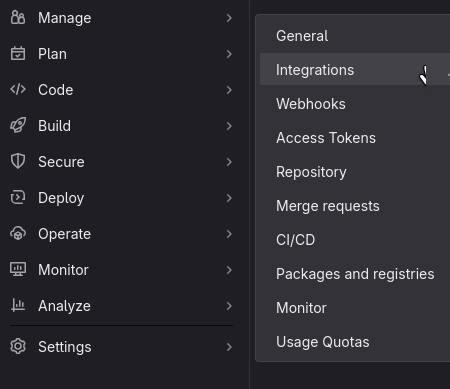 Manage
Plan
Code
Build
Secure
Deploy
Operate
Monitor
Analyze
Settings
General
Integrations
Webhooks
Access Tokens
Repository
Merge requests
CI/CD
Packages and registries
Monitor
Usage Quotas